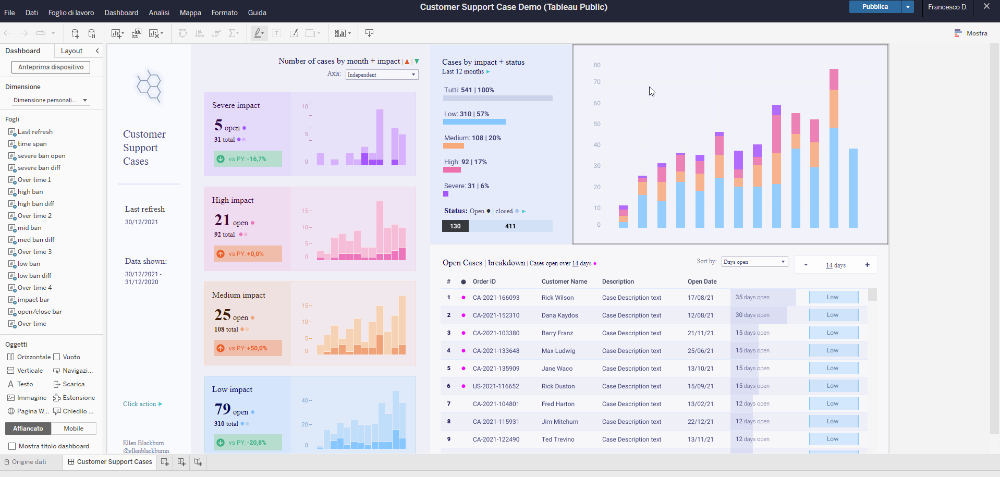 Customer Support Case Demo (Tableau Public)
Pubblica
Francesco D.
File Dati Foglio di lavoro Dashboard Analisi Mappa Formato Guida
Mostra
Dashboard Layout
Anteprima dispositivo
Dimensione
Dimensione personali...
Fogli
Last refresh
time span
severe ban open
severe ban diff
Over time 1
high ban
high ban diff
Over time 2
mid ban
med ban diff
Over time 3
low ban
low ban diff
Over time 4
impact bar
open/close bar
Over time
Oggetti
Orizzontale Vuoto
Verticale Navigazi...
Testo Scarica
Immagine Estensione
Pagina W... Chiedilo ...
Affiancato Mobile
Mostra titolo dashboard
Customer
Support
Cases
Last refresh
30/12/2021
Data shown:
30/12/2021 -
31/12/2020
Click action
Ellen Blackburn
@ellenblackburnn
Number of cases by month + impact | ▲ | ▼
Axis: Independent
Severe impact
5 open
31 total
vs PY: -16,7%
10
5
0
High impact
21 open
92 total
vs PY: +0,0%
15
10
5
0
Medium impact
25 open
108 total
vs PY: +50,0%
15
10
5
0
Low impact
79 open
310 total
vs PY: -20,8%
40
20
0
Cases by impact + status
Last 12 months
Tutti: 541 | 100%
Low: 310 | 57%
Medium: 108 | 20%
High: 92 | 17%
Severe: 31 | 6%
Status: Open ● | closed ●
130 411
80
70
60
50
40
30
20
10
0
Open Cases | breakdown | Cases open over 14 days
Sort by: Days open
- 14 days +
# ● Order ID Customer Name Description Open Date
1 CA-2021-166093 Rick Wilson Case Description text 17/08/21 35 days open Low
2 CA-2021-152310 Dana Kaydos Case Description text 12/08/21 30 days open Low
3 CA-2021-103380 Barry Franz Case Description text 21/11/21 15 days open Low
4 CA-2021-133648 Max Ludwig Case Description text 25/06/21 15 days open Low
5 CA-2021-135909 Jane Waco Case Description text 13/10/21 15 days open Low
6 US-2021-116652 Rick Duston Case Description text 15/09/21 15 days open Low
7 CA-2021-104801 Fred Harton Case Description text 13/02/21 12 days open Low
8 CA-2021-115931 Jim Mitchum Case Description text 22/12/21 12 days open Low
9 CA-2021-122490 Ted Trevino Case Description text 13/11/21 12 days open Low
Origine dati
Customer Support Cases